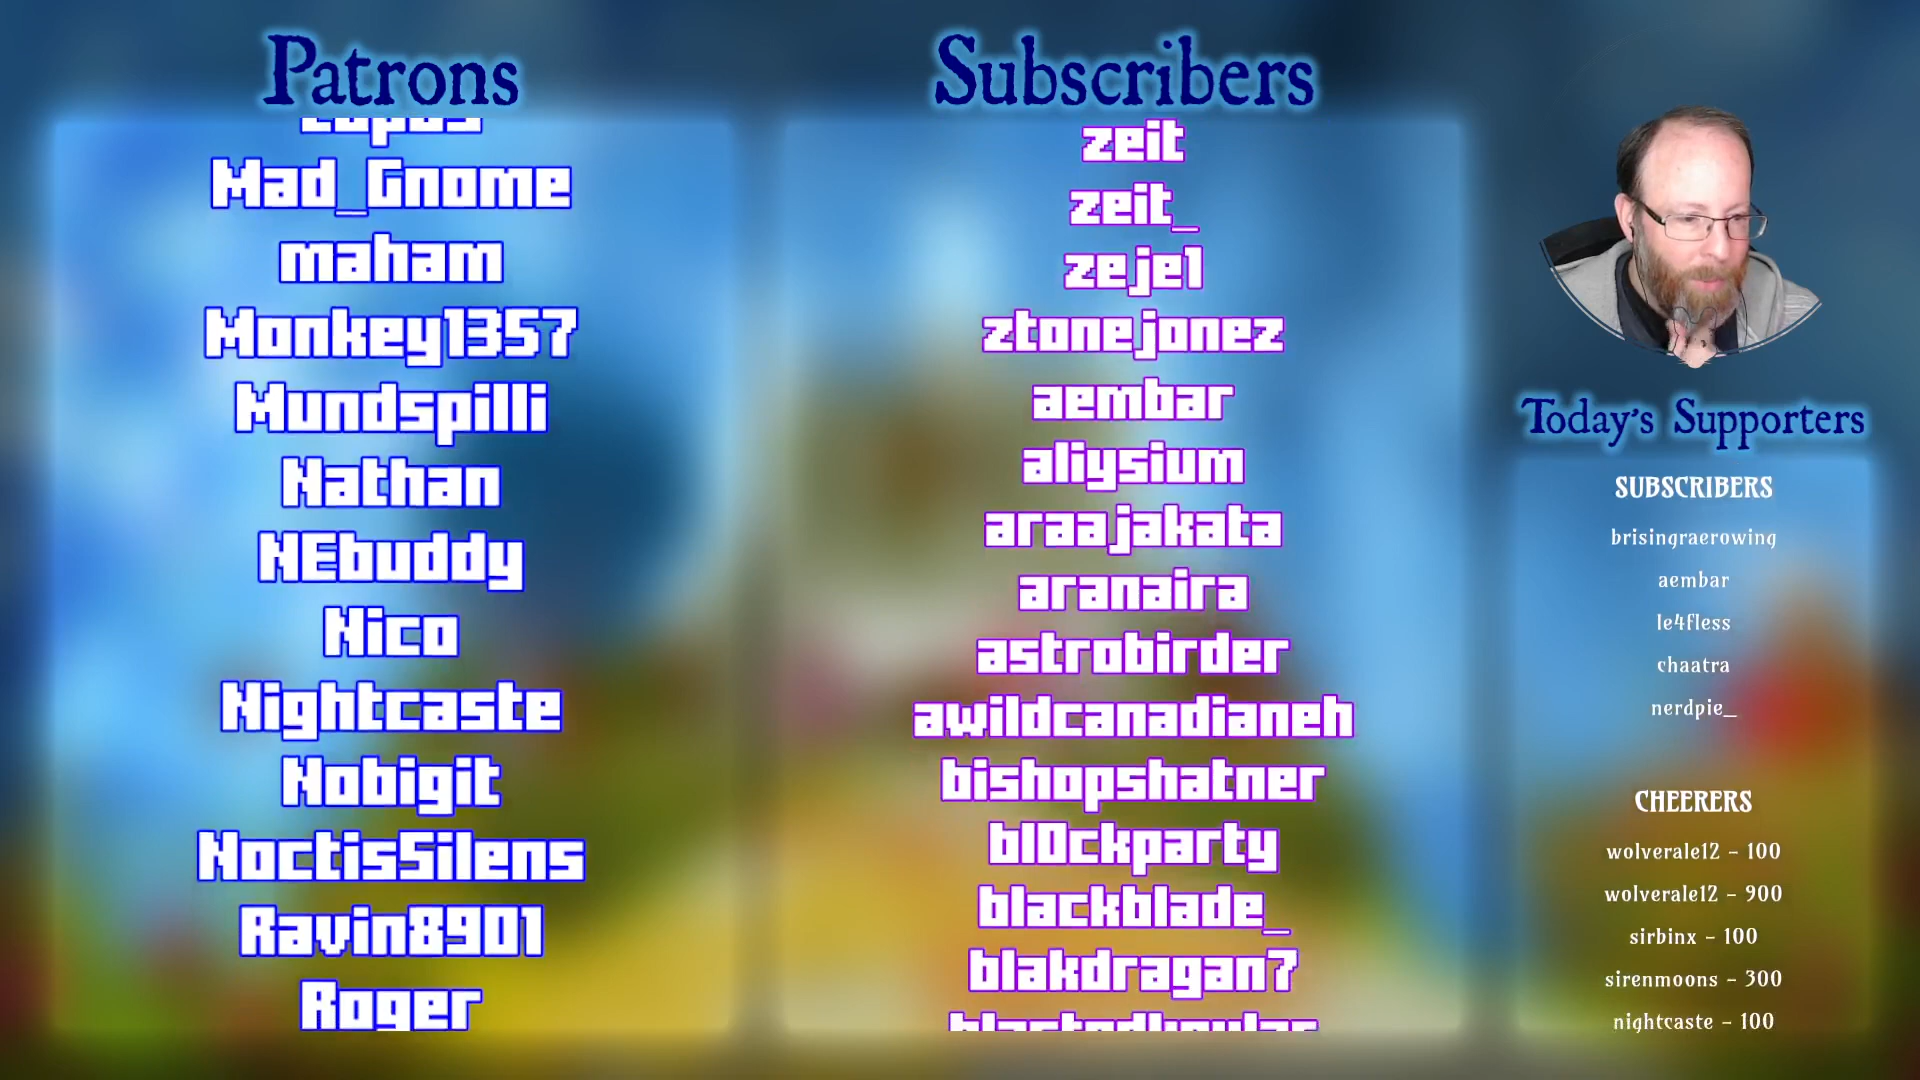 Patrons
Mad_Gnome
maham
Monkey1357
Mundspilli
Nathan
NEbuddy
Nico
Nightcaste
Nobigit
NoctisSilens
Ravin8901
Roger
Subscribers
zeit
zeit_
zeje1
ztonejonez
aembar
aliysium
araajakata
aranaira
astrobirder
awildcanadianeh
bishopshatner
bl0ckparty
blackblade_
blakdragan7
Today's Supporters
SUBSCRIBERS
brisingraerowing
aembar
le4fless
chaatra
nerdpie_
CHEERERS
wolverale12 - 100
wolverale12 - 900
sirbinx - 100
sirenmoons - 300
nightcaste - 100